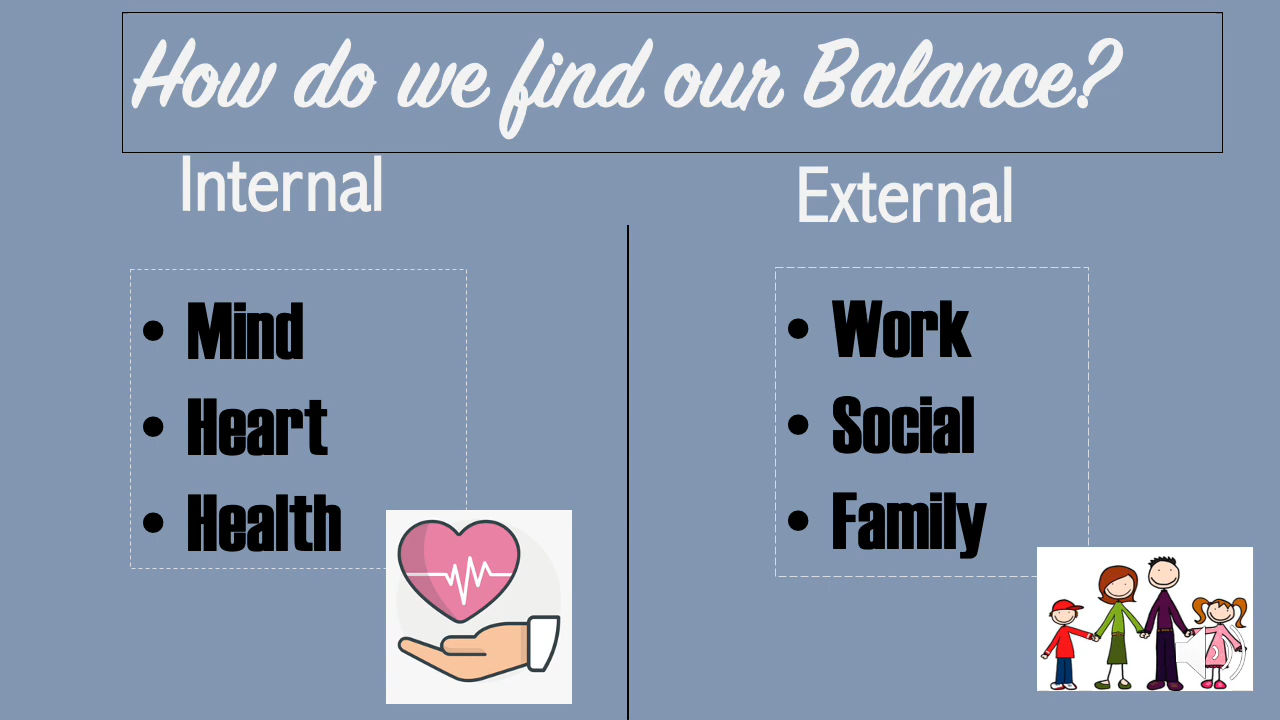 How do we find our Balance?
Internal
• Mind
• Heart
• Health
External
• Work
• Social
• Family